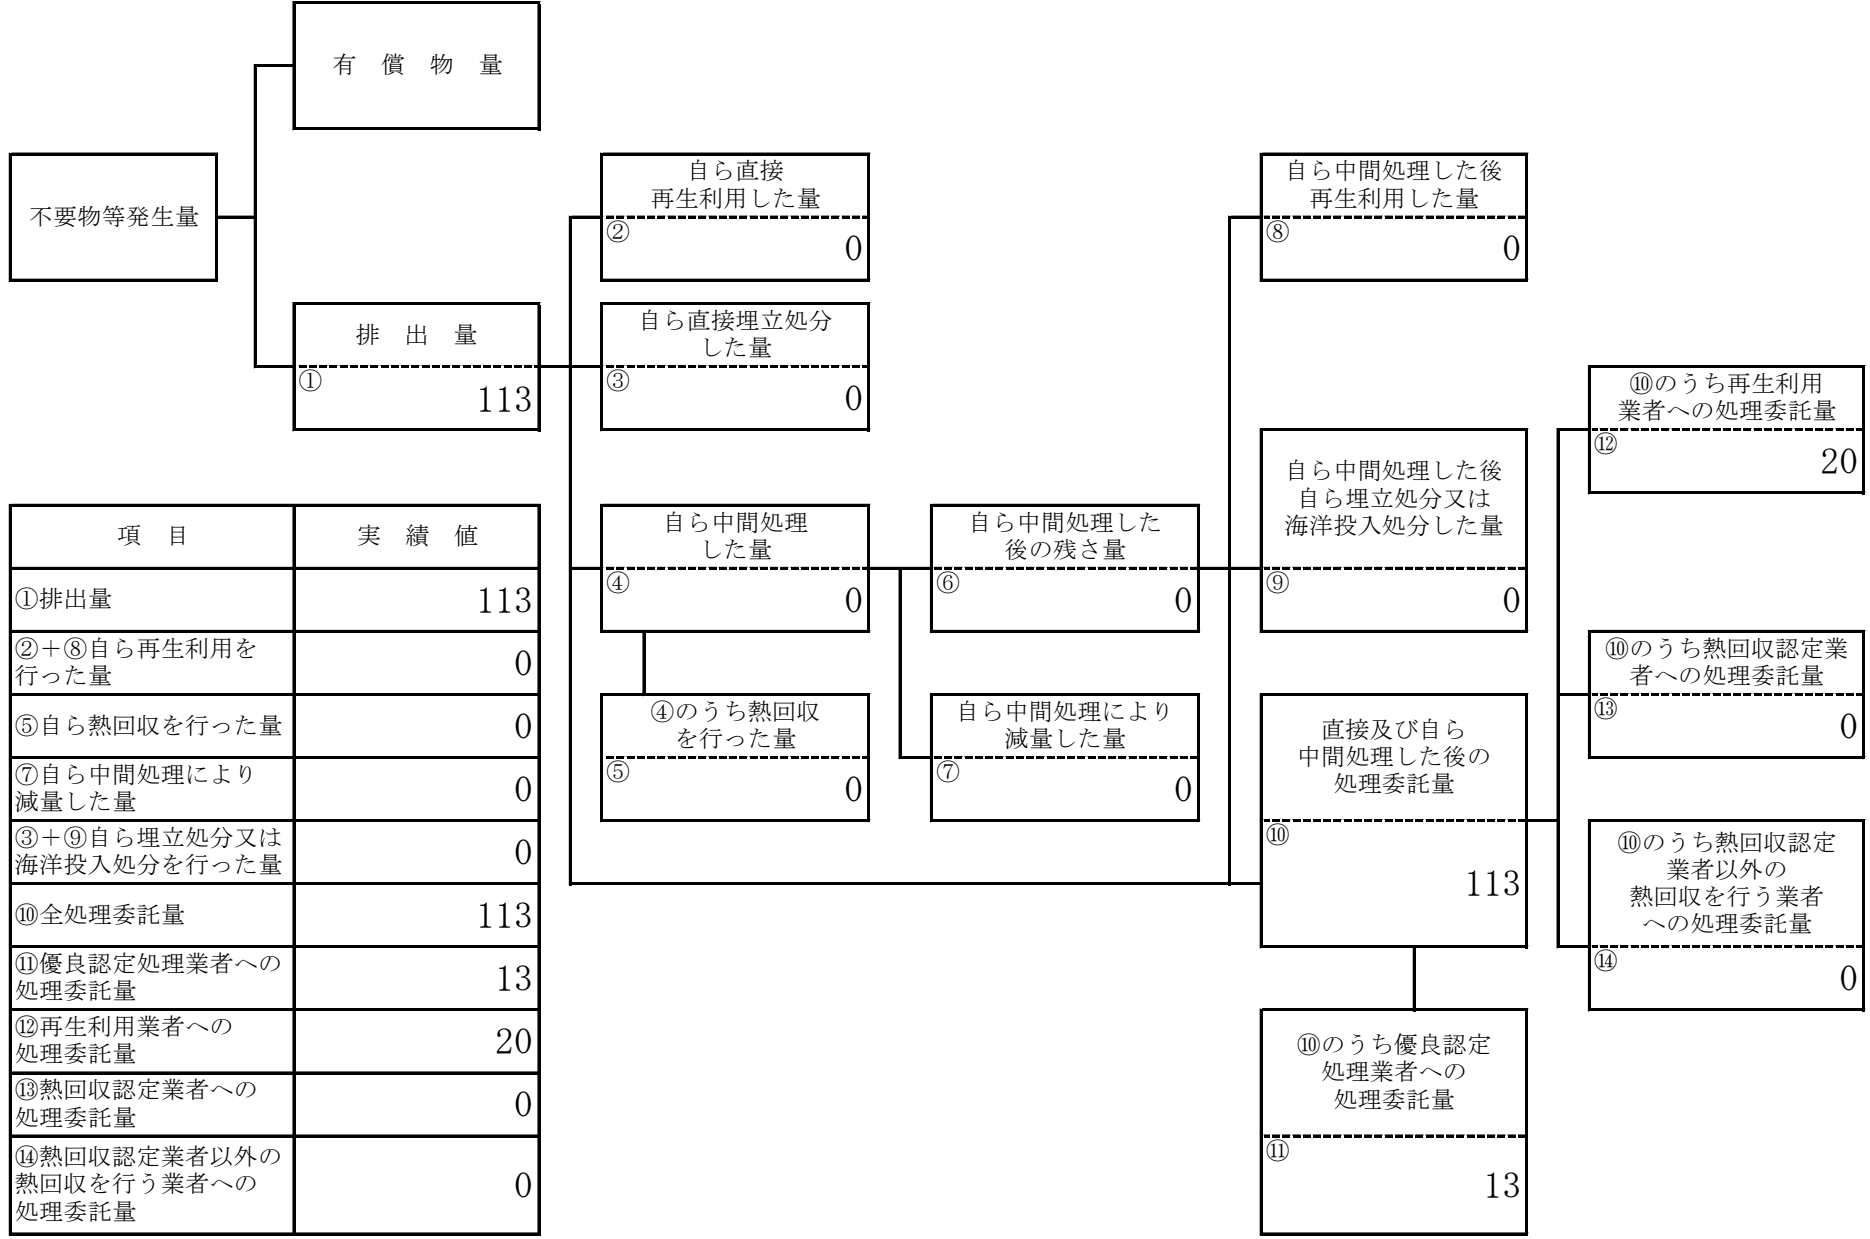 有 償 物 量
不要物等発生量
排 出 量
①
113
自ら直接
再生利用した量
②
0
自ら直接埋立処分
した量
③
0
自ら中間処理
した量
④
0
④のうち熱回収
を行った量
⑤
0
自ら中間処理した
後の残さ量
⑥
0
自ら中間処理により
減量した量
⑦
0
自ら中間処理した後
再生利用した量
⑧
0
自ら中間処理した後
自ら埋立処分又は
海洋投入処分した量
⑨
0
直接及び自ら
中間処理した後の
処理委託量
⑩
113
⑩のうち優良認定
処理業者への
処理委託量
⑪
13
⑩のうち再生利用
業者への処理委託量
⑫
20
⑩のうち熱回収認定業
者への処理委託量
⑬
0
⑩のうち熱回収認定
業者以外の
熱回収を行う業者
への処理委託量
⑭
0
項 目 実 績 値
①排出量 113
②＋⑧自ら再生利用を
行った量 0
⑤自ら熱回収を行った量 0
⑦自ら中間処理により
減量した量 0
③＋⑨自ら埋立処分又は
海洋投入処分を行った量 0
⑩全処理委託量 113
⑪優良認定処理業者への
処理委託量 13
⑫再生利用業者への
処理委託量 20
⑬熱回収認定業者への
処理委託量 0
⑭熱回収認定業者以外の
熱回収を行う業者への
処理委託量 0